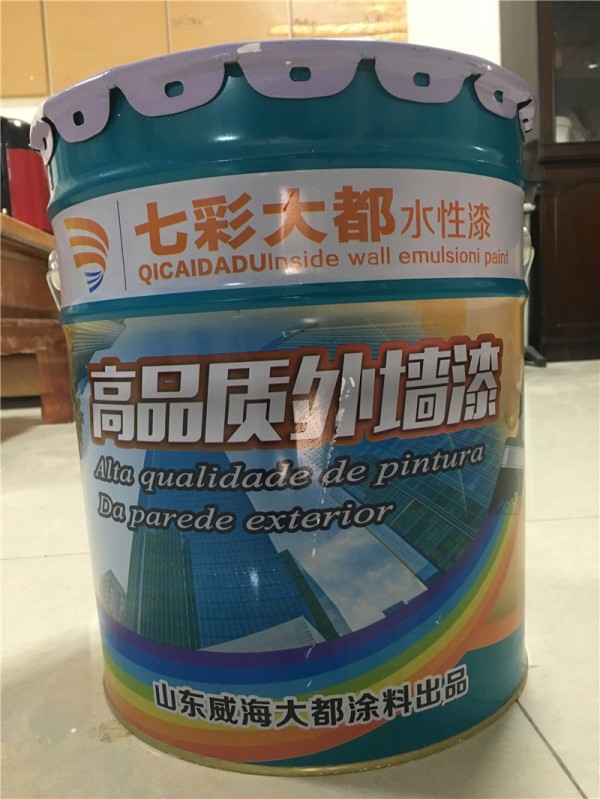 七彩大都水性漆
QICAIDADUInside wall emulsioni paint
高品质外墙漆
Alta qualidade de pintura
Da parede exterior
山东威海大都涂料出品